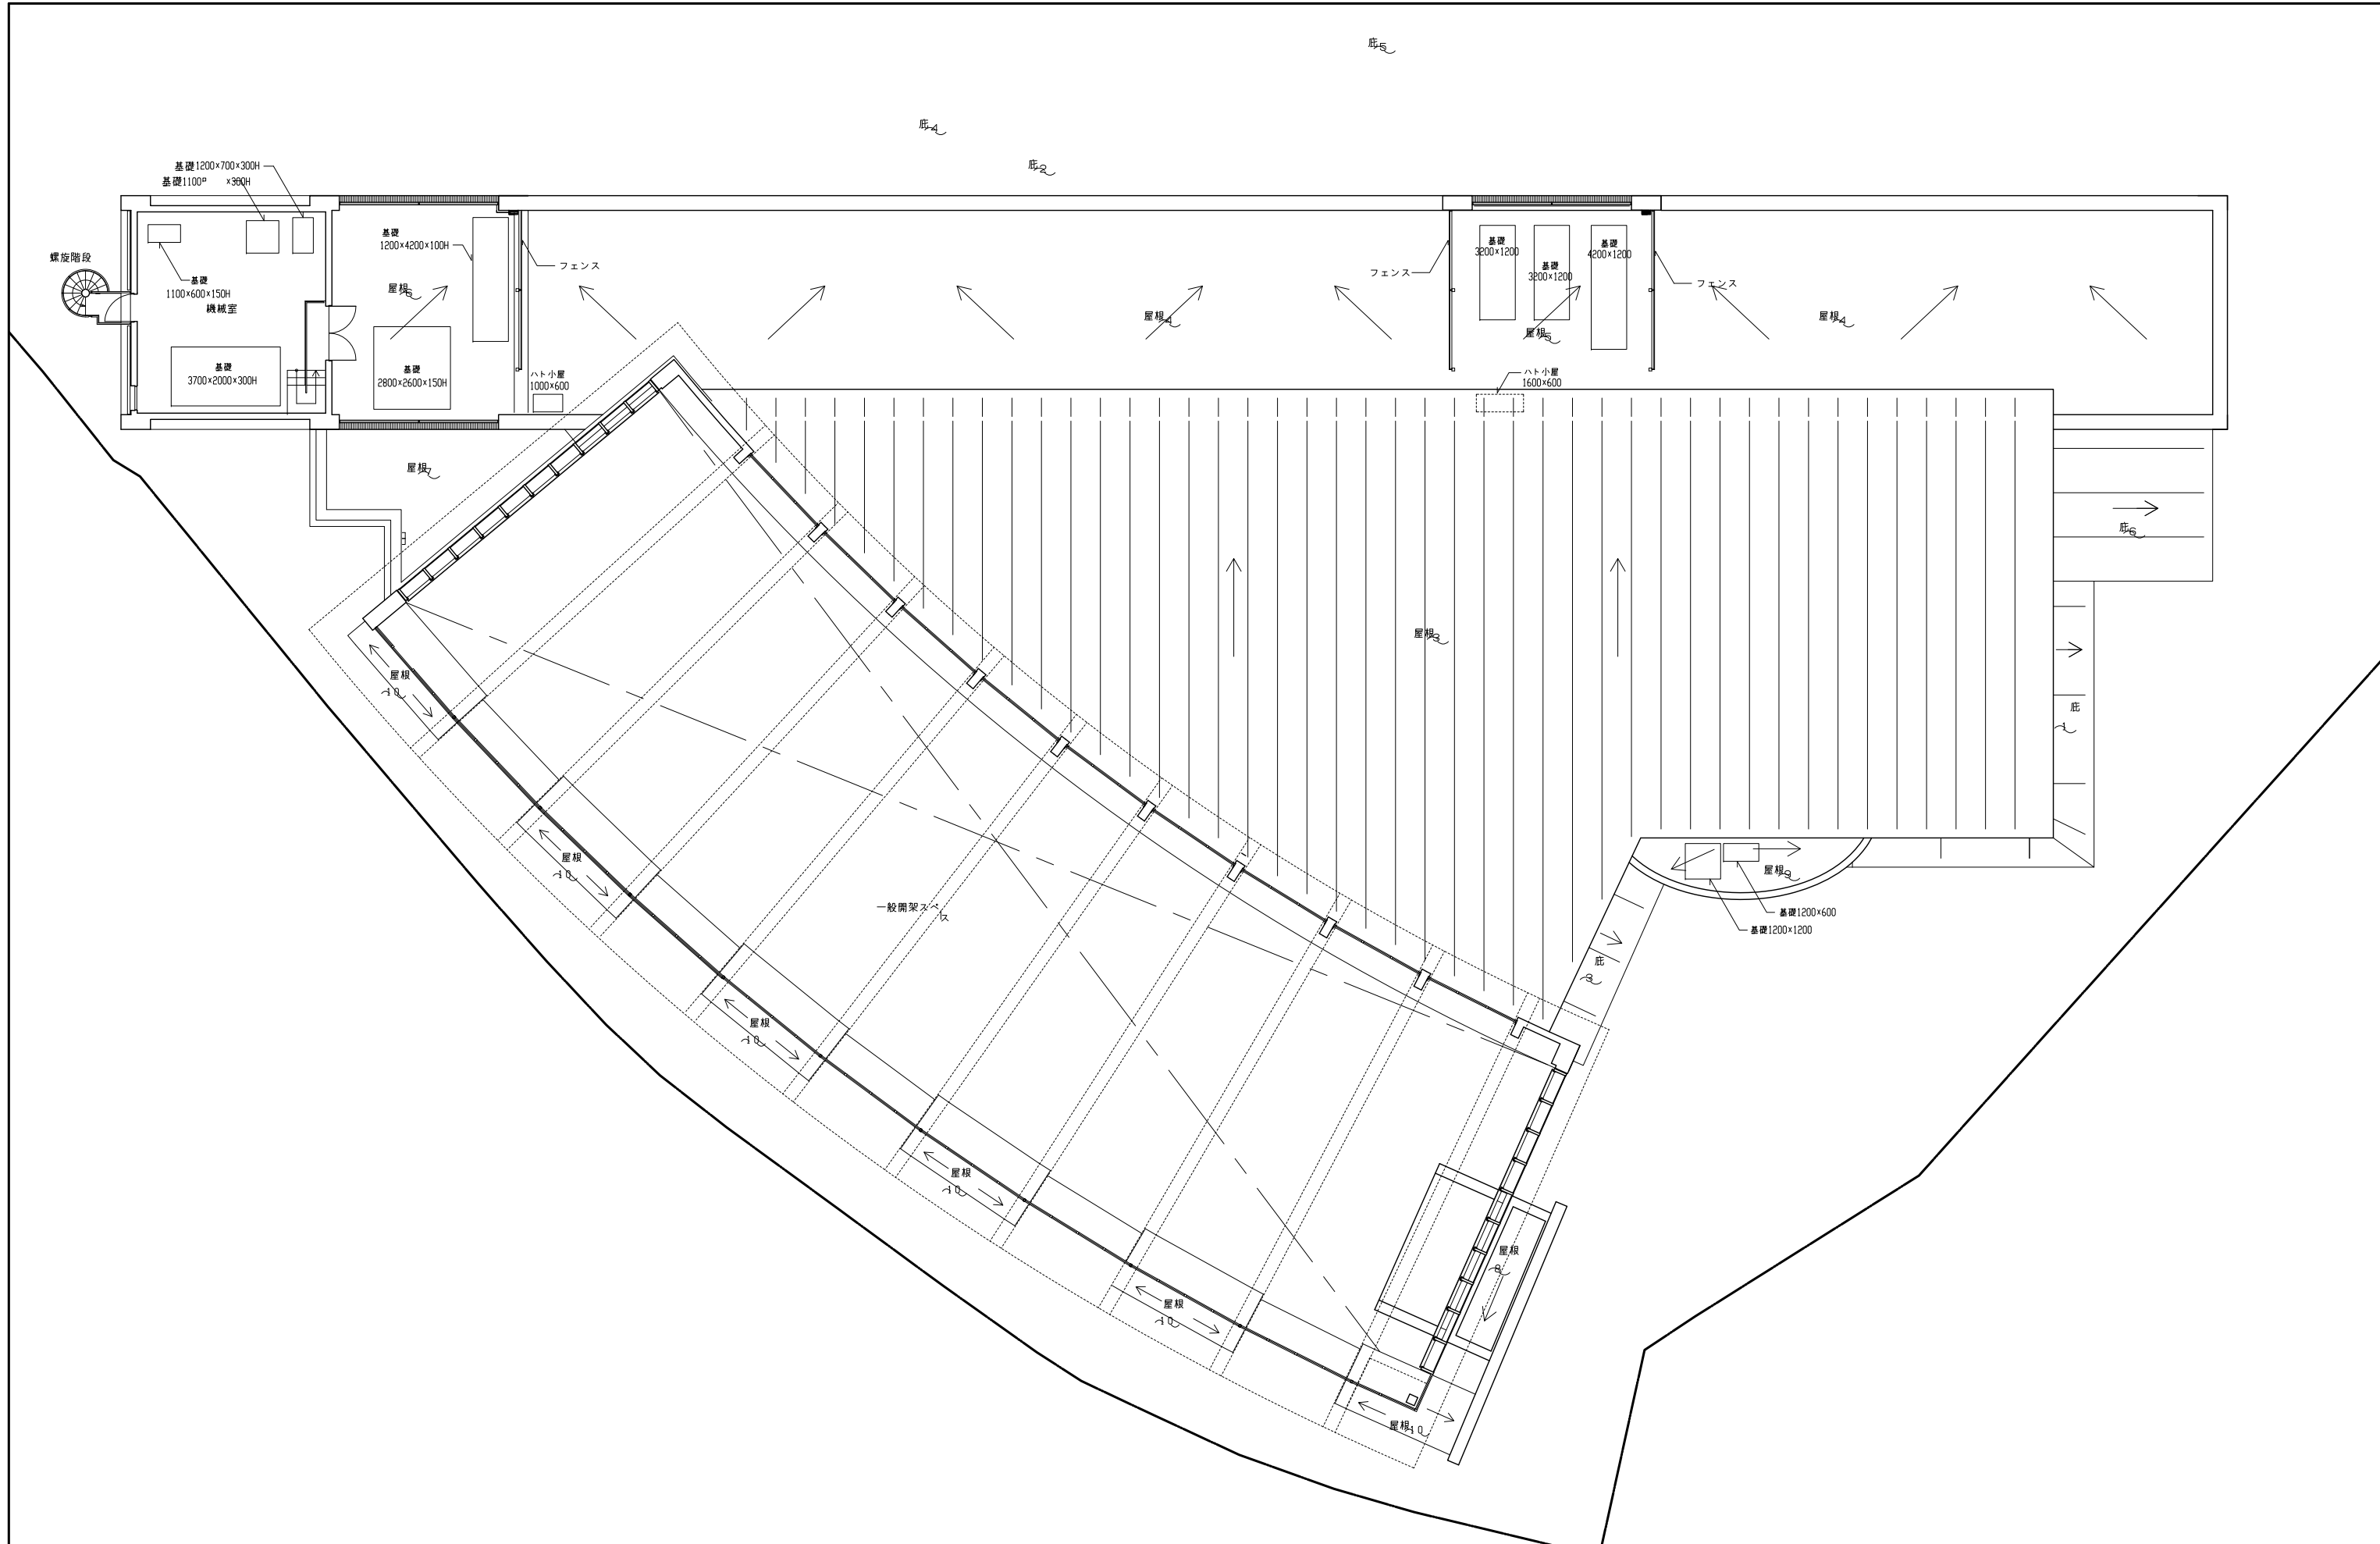 庇5
庇4
庇2
基礎1200×700×300H
基礎1100□ ×300H
螺旋階段
基礎
1100×600×150H
機械室
基礎
3700×2000×300H
基礎
1200×4200×100H
屋根6
基礎
2800×2600×150H
フェンス
ハト小屋
1000×600
屋根4
フェンス
基礎
3200×1200
基礎
3200×1200
基礎
4200×1200
屋根5
フェンス
屋根4
ハト小屋
1600×600
屋根7
庇6
屋根3
庇
1
屋根
10
屋根
10
一般開架スペース
屋根9
基礎1200×600
基礎1200×1200
庇
3
屋根
10
屋根
10
屋根
10
屋根
8
屋根10